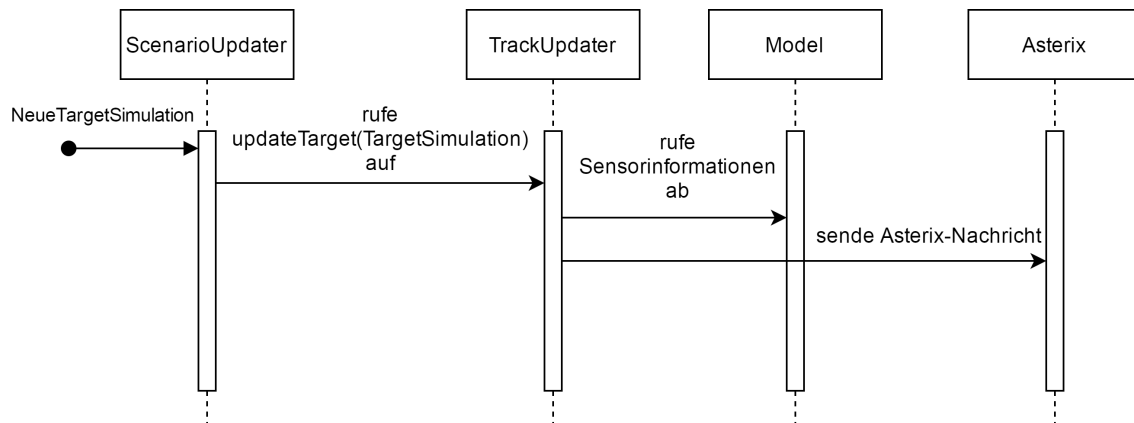 ScenarioUpdater
TrackUpdater
Model
Asterix
NeueTargetSimulation
rufe
updateTarget(TargetSimulation)
auf
rufe
Sensorinformationen
ab
sende Asterix-Nachricht